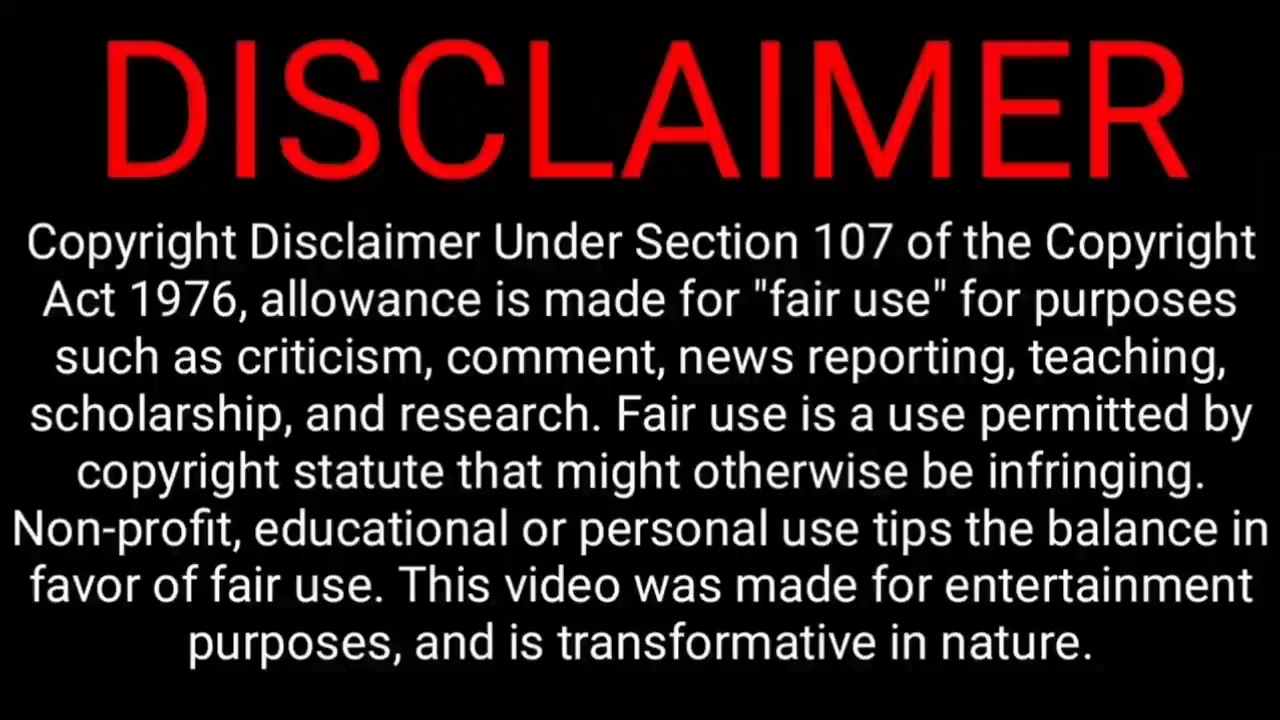 DISCLAIMER
Copyright Disclaimer Under Section 107 of the Copyright
Act 1976, allowance is made for "fair use" for purposes
such as criticism, comment, news reporting, teaching,
scholarship, and research. Fair use is a use permitted by
copyright statute that might otherwise be infringing.
Non-profit, educational or personal use tips the balance in
favor of fair use. This video was made for entertainment
purposes, and is transformative in nature.